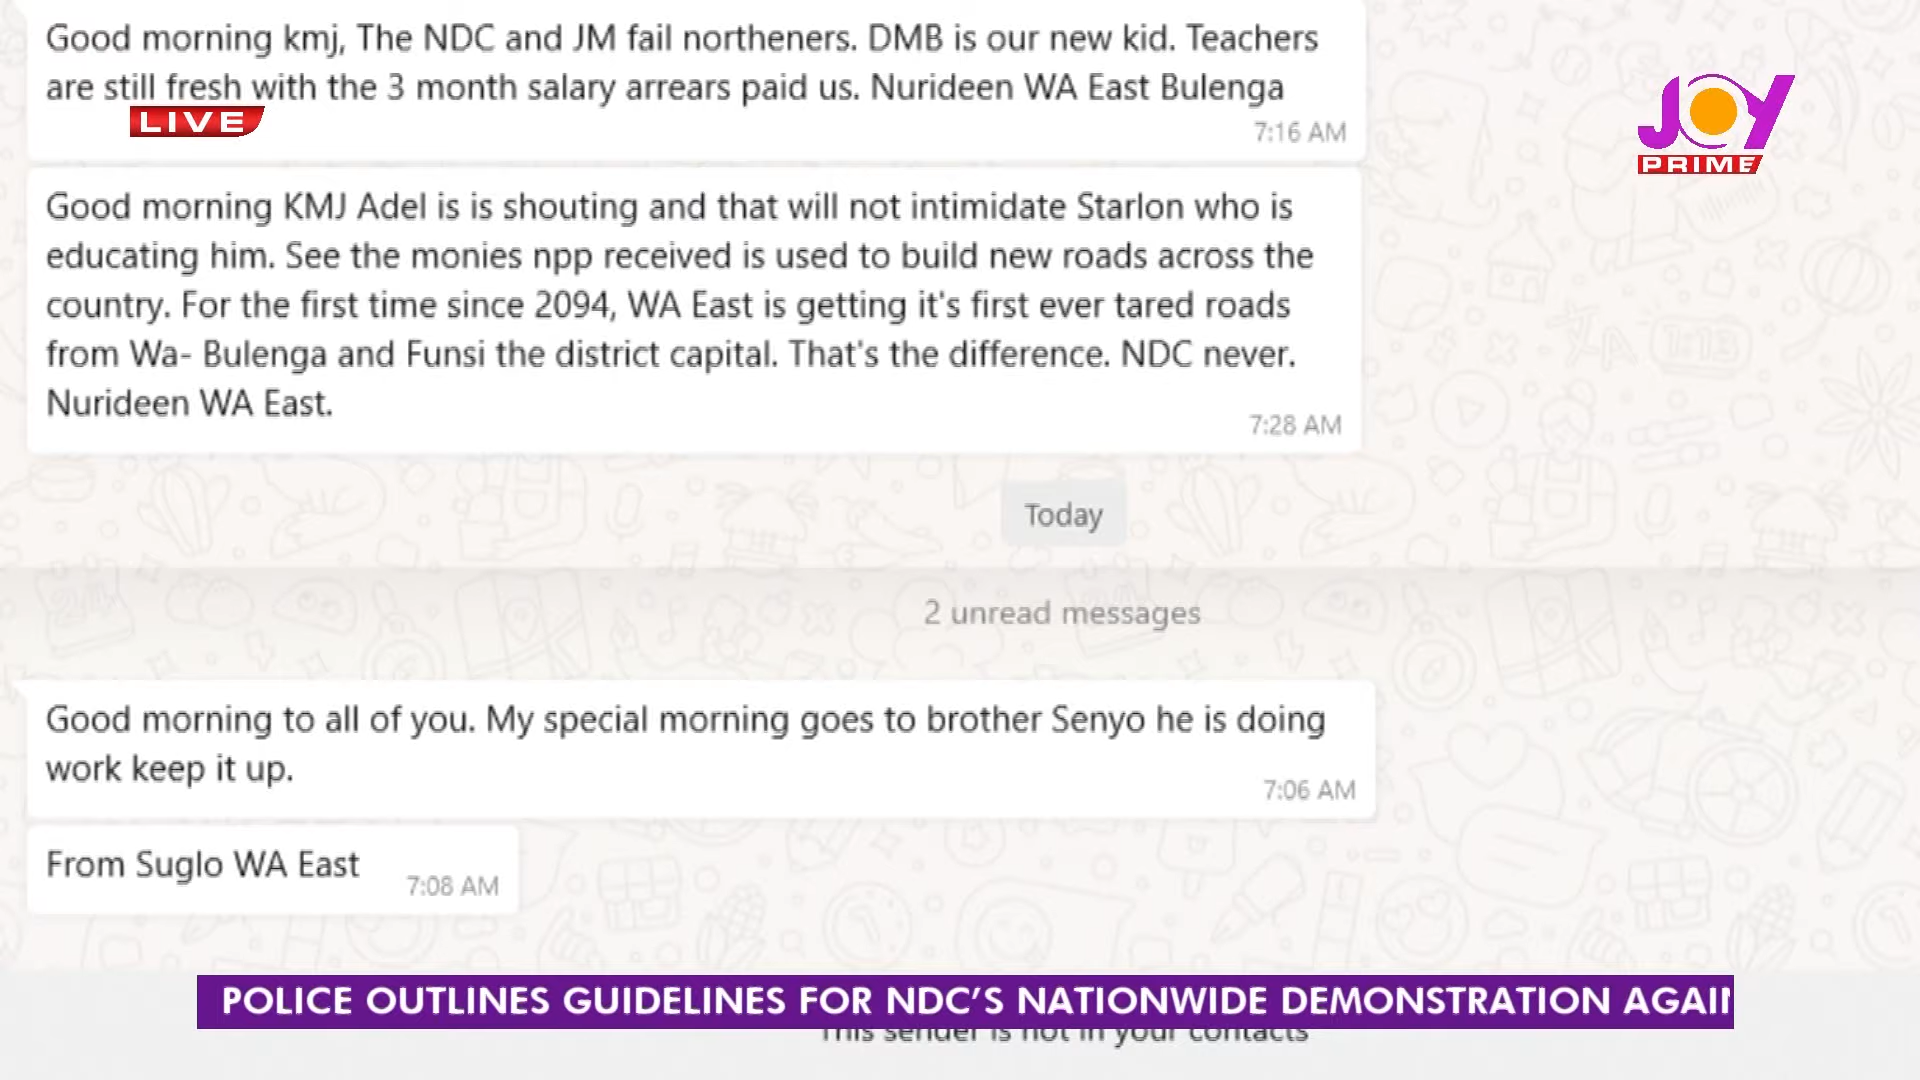 Good morning kmj, The NDC and JM fail northeners. DMB is our new kid. Teachers
are still fresh with the 3 month salary arrears paid us. Nurideen WA East Bulenga
LIVE
7:16 AM
JOY
PRIME
Good morning KMJ Adel is is shouting and that will not intimidate Starlon who is
educating him. See the monies npp received is used to build new roads across the
country. For the first time since 2094, WA East is getting it's first ever tared roads
from Wa- Bulenga and Funsi the district capital. That's the difference. NDC never.
Nurideen WA East.
7:28 AM
Today
2 unread messages
Good morning to all of you. My special morning goes to brother Senyo he is doing
work keep it up.
7:06 AM
From Suglo WA East
7:08 AM
POLICE OUTLINES GUIDELINES FOR NDC'S NATIONWIDE DEMONSTRATION AGAI
This sender is not in your contacts